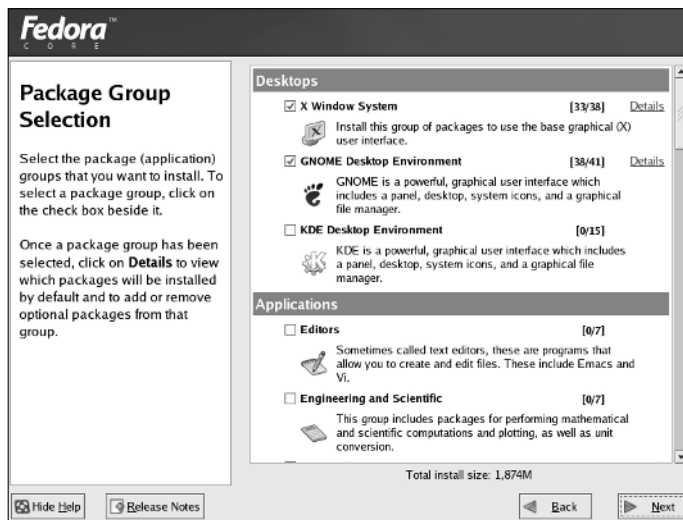 Fedora™
CORE
Package Group
Selection
Select the package (application)
groups that you want to install. To
select a package group, click on
the check box beside it.
Once a package group has been
selected, click on Details to view
which packages will be installed
by default and to add or remove
optional packages from that
group.
Desktops
X Window System [33/38] Details
Install this group of packages to use the base graphical (X)
user interface.
GNOME Desktop Environment [38/41] Details
GNOME is a powerful, graphical user interface which
includes a panel, desktop, system icons, and a graphical
file manager.
KDE Desktop Environment [0/15]
KDE is a powerful, graphical user interface which includes
a panel, desktop, system icons, and a graphical file
manager.
Applications
Editors [0/7]
Sometimes called text editors, these are programs that
allow you to create and edit files. These include Emacs and
Vi.
Engineering and Scientific [0/7]
This group includes packages for performing mathematical
and scientific computations and plotting, as well as unit
conversion.
Total install size: 1,874M
Hide Help
Release Notes
Back
Next